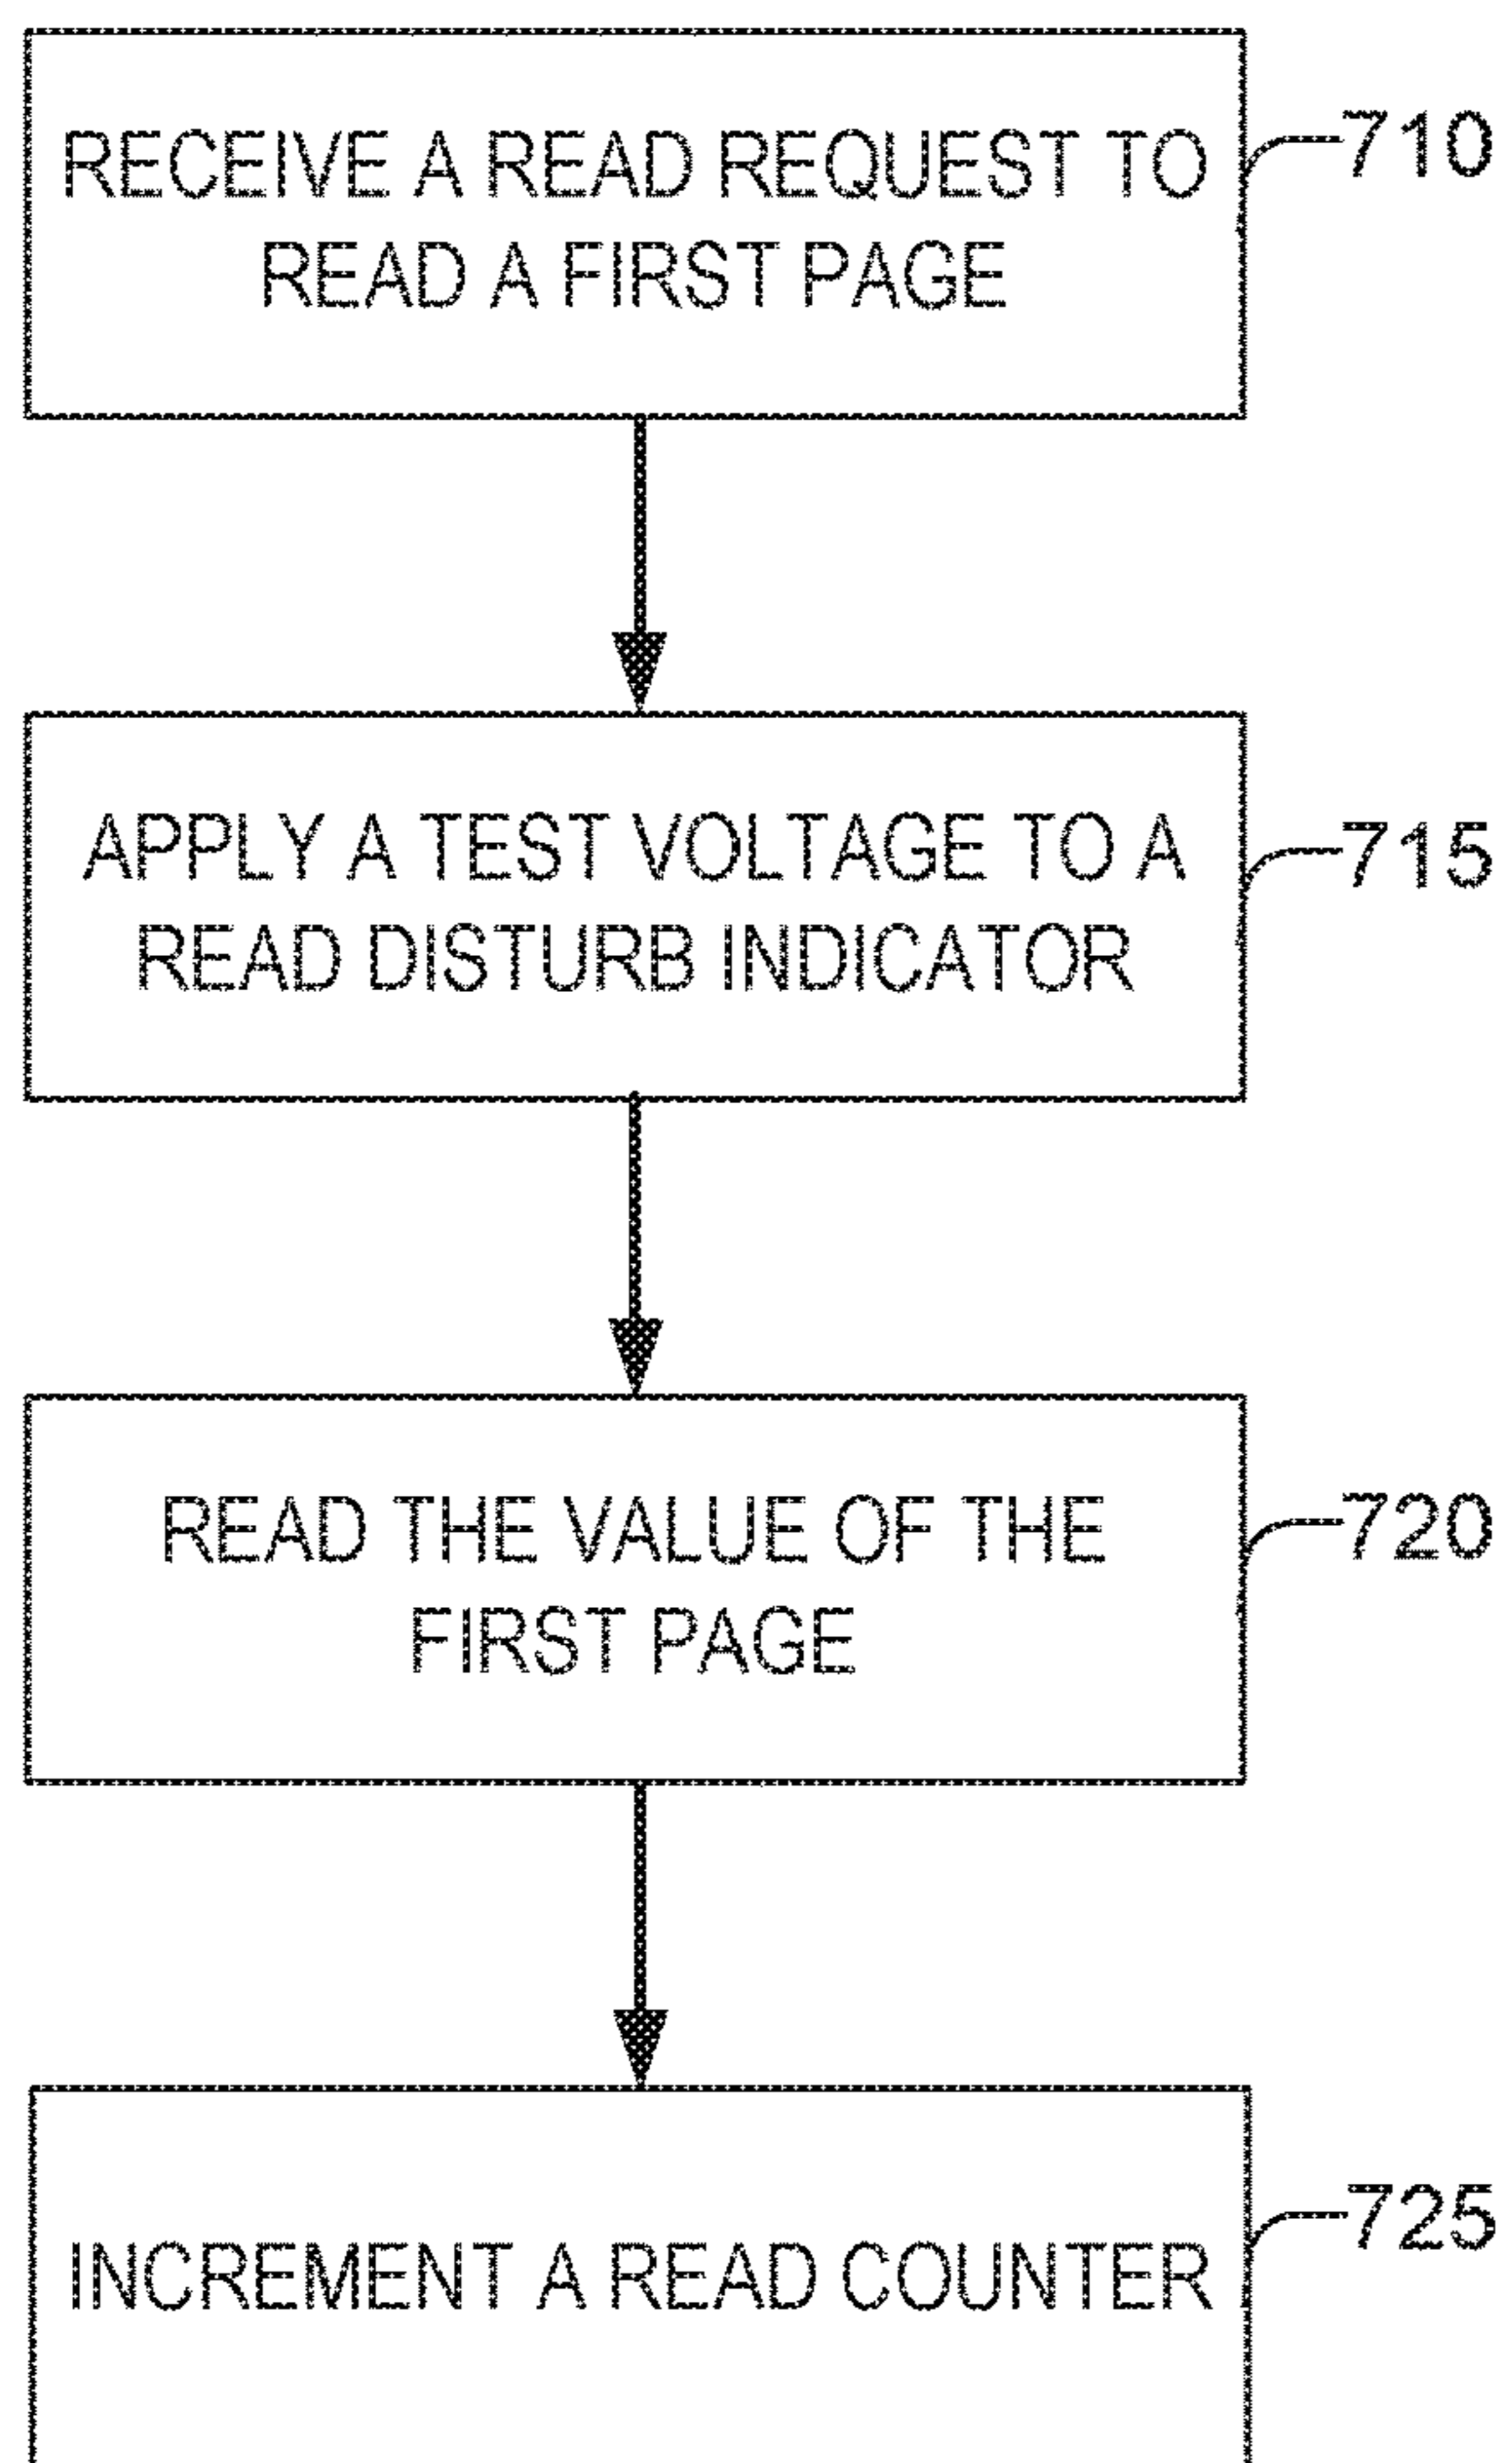 RECEIVE A READ REQUEST TO
READ A FIRST PAGE
710
APPLY A TEST VOLTAGE TO A
READ DISTURB INDICATOR
715
READ THE VALUE OF THE
FIRST PAGE
720
INCREMENT A READ COUNTER
725